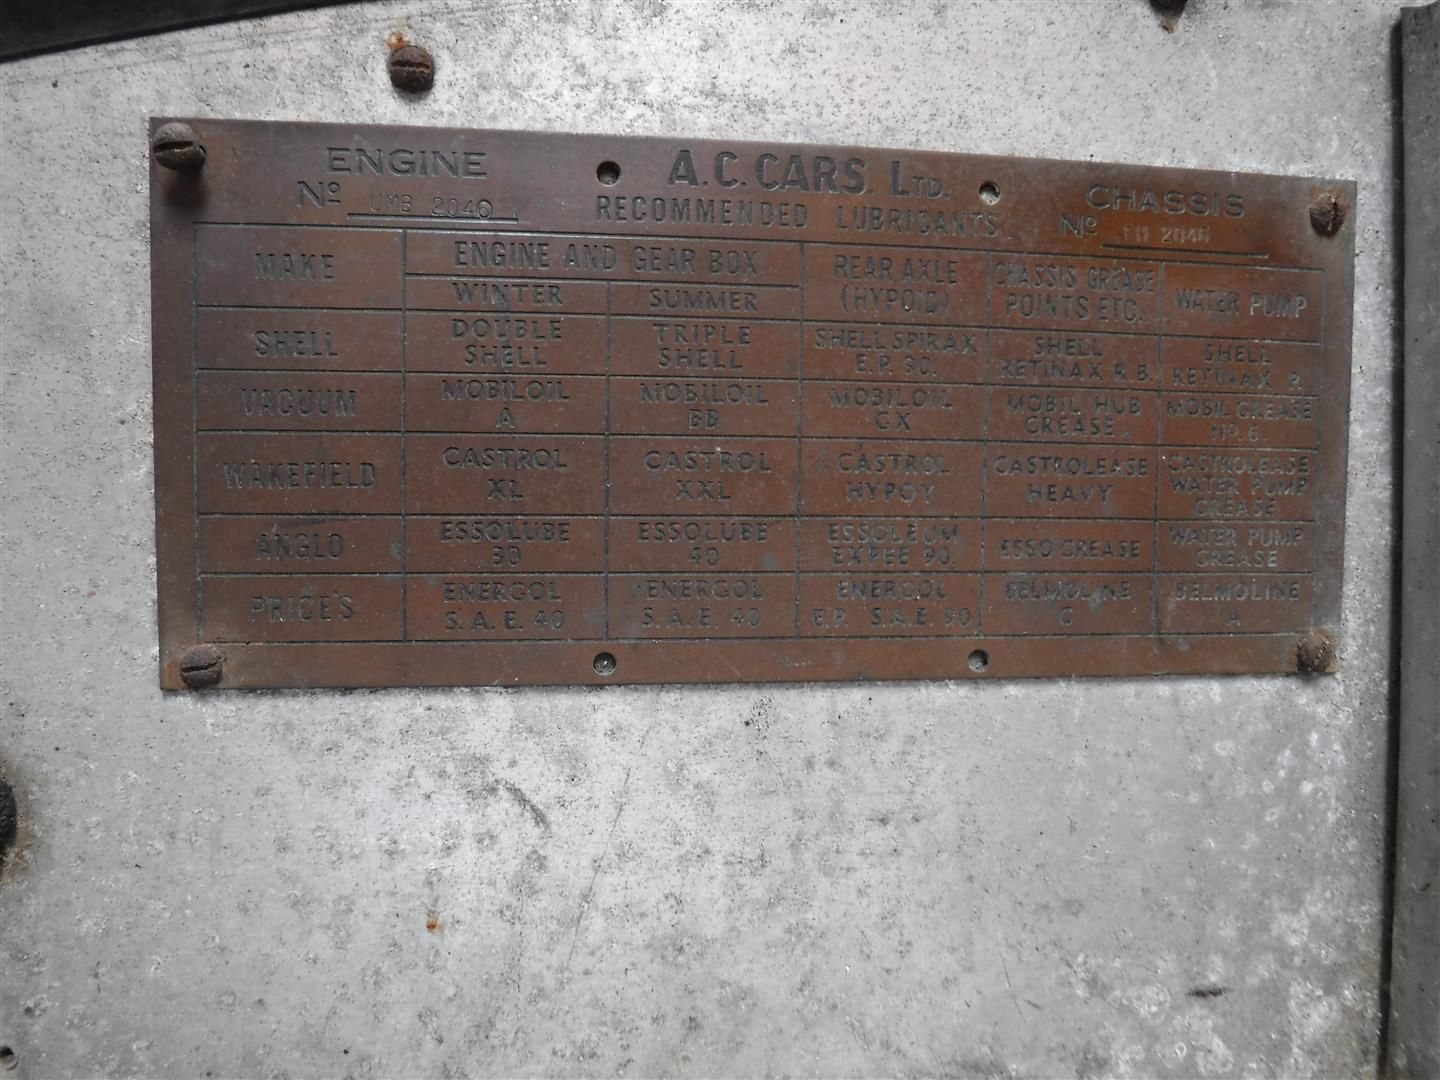 ENGINE
Nº UMB 2040
A.C. CARS. LTD.
RECOMMENDED LUBRICANTS
CHASSIS
Nº 2040
MAKE
ENGINE AND GEAR BOX
WINTER
SUMMER
REAR AXLE
(HYPOID)
CHASSIS GREASE
POINTS ETC.
WATER PUMP
SHELL
DOUBLE
SHELL
TRIPLE
SHELL
SHELL SPIRAX
E.P. 90.
SHELL
RETINAX R.B.
SHELL
RETINAX
VACUUM
MOBILOIL
A
MOBILOIL
BB
MOBILOIL
GX
MOBIL HUB
GREASE.
MOBIL GREASE
Nº. 6.
WAKEFIELD
CASTROL
XL
CASTROL
XXL
CASTROL
HYPOY
CASTROLEASE
HEAVY
CASTROLEASE
WATER PUMP
GREASE
ANGLO
ESSOLUBE
30
ESSOLUBE
40
ESSOLEUM
EXPEE 90.
ESSO GREASE
WATER PUMP
GREASE
PRICE'S
ENERGOL
S.A.E. 40
ENERGOL
S.A.E. 40
ENERGOL
E.P. S.A.E. 90
BELMOLINE
C
BELMOLINE
A